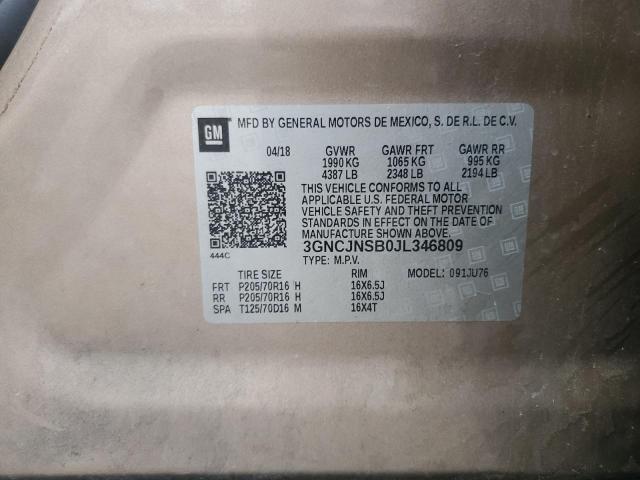 GM
MFD BY GENERAL MOTORS DE MEXICO, S. DE R.L. DE C.V.
04/18 GVWR GAWR FRT GAWR RR
1990 KG 1065 KG 995 KG
4387 LB 2348 LB 2194 LB
THIS VEHICLE CONFORMS TO ALL
APPLICABLE U.S. FEDERAL MOTOR
VEHICLE SAFETY AND THEFT PREVENTION
STANDARDS IN EFFECT ON THE DATE OF
MANUFACTURE SHOWN ABOVE.
3GNCJNSB0JL346809
444C
TYPE: M.P.V. MODEL: 091JU76
TIRE SIZE RIM
FRT P205/70R16 H 16X6.5J
RR P205/70R16 H 16X6.5J
SPA T125/70D16 M 16X4T